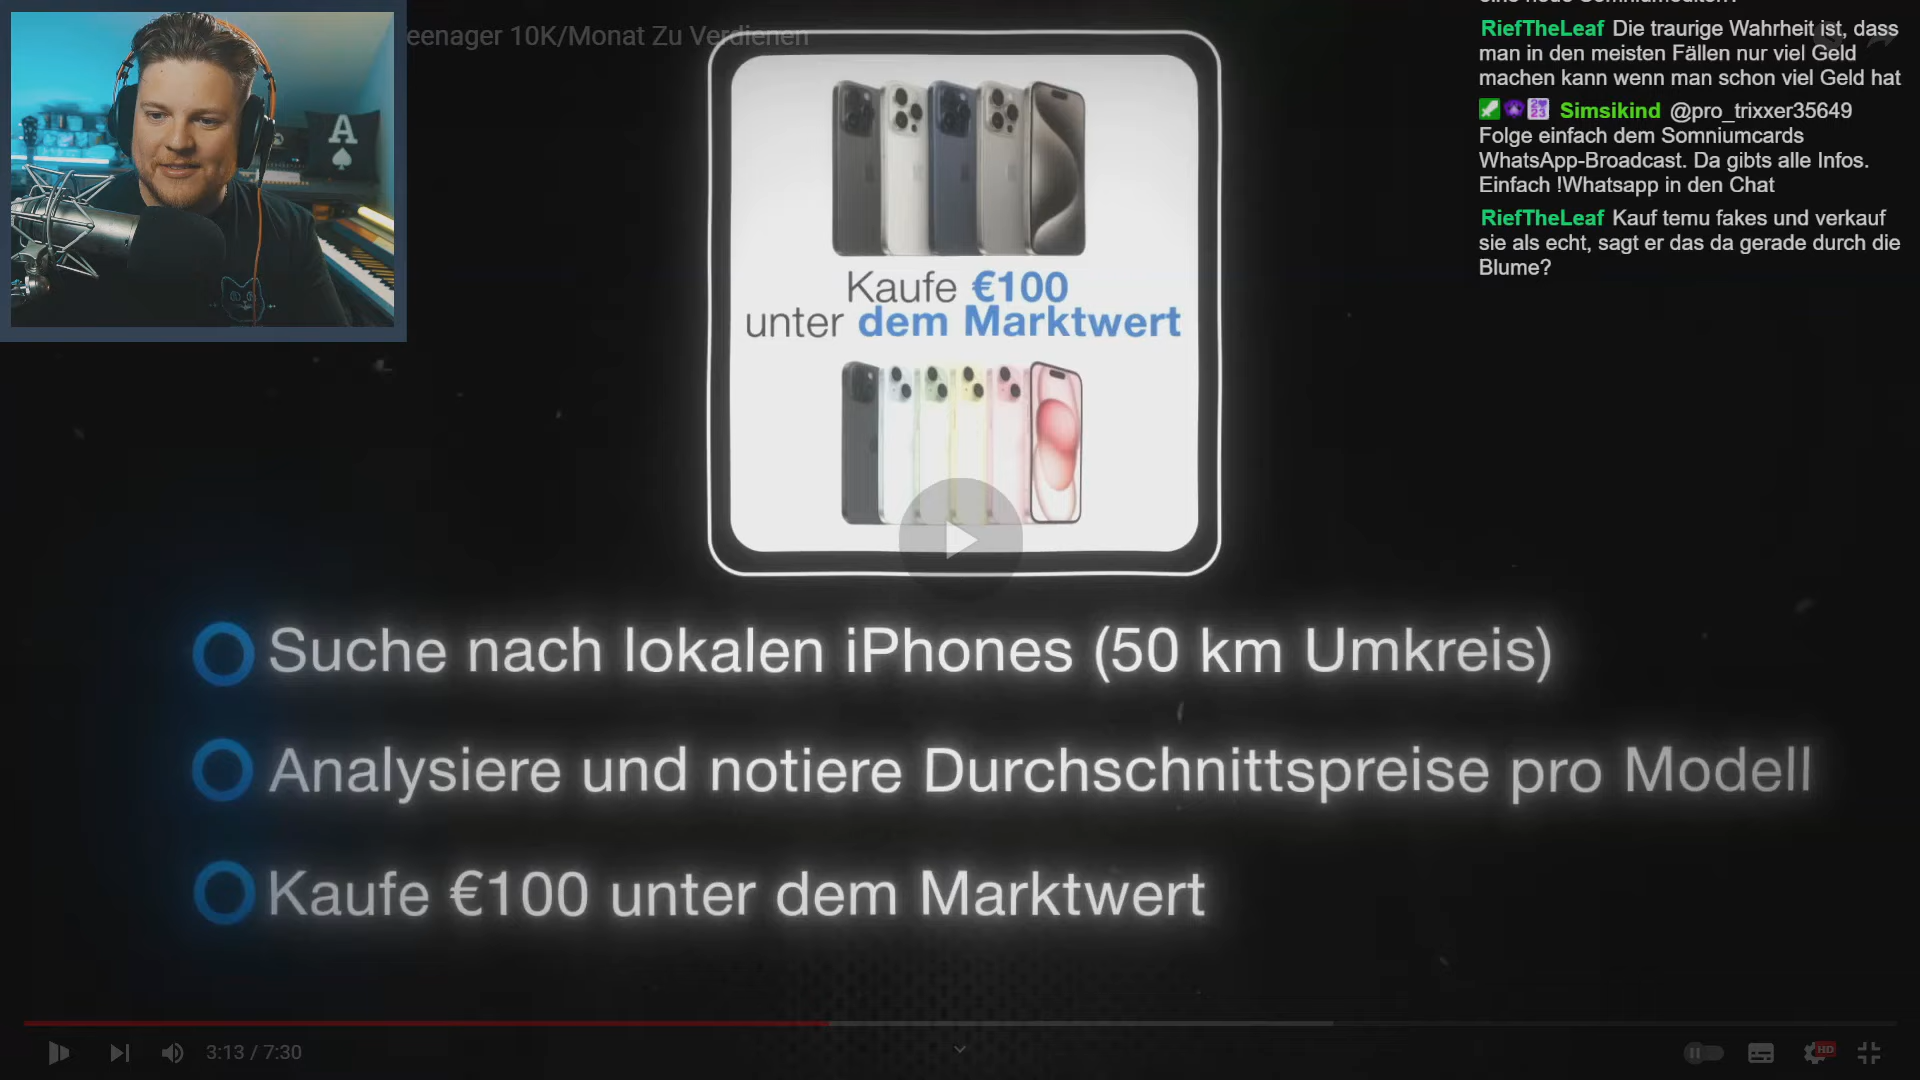 eenager 10K/Monat Zu Verdienen
A
Kaufe €100
unter dem Marktwert
Suche nach lokalen iPhones (50 km Umkreis)
Analysiere und notiere Durchschnittspreise pro Modell
Kaufe €100 unter dem Marktwert
3:13 / 7:30
HD
RiefTheLeaf Die traurige Wahrheit ist, dass
man in den meisten Fällen nur viel Geld
machen kann wenn man schon viel Geld hat
Simsikind @pro_trixxer35649
Folge einfach dem Somniumcards
WhatsApp-Broadcast. Da gibts alle Infos.
Einfach !Whatsapp in den Chat
RiefTheLeaf Kauf temu fakes und verkauf
sie als echt, sagt er das da gerade durch die
Blume?